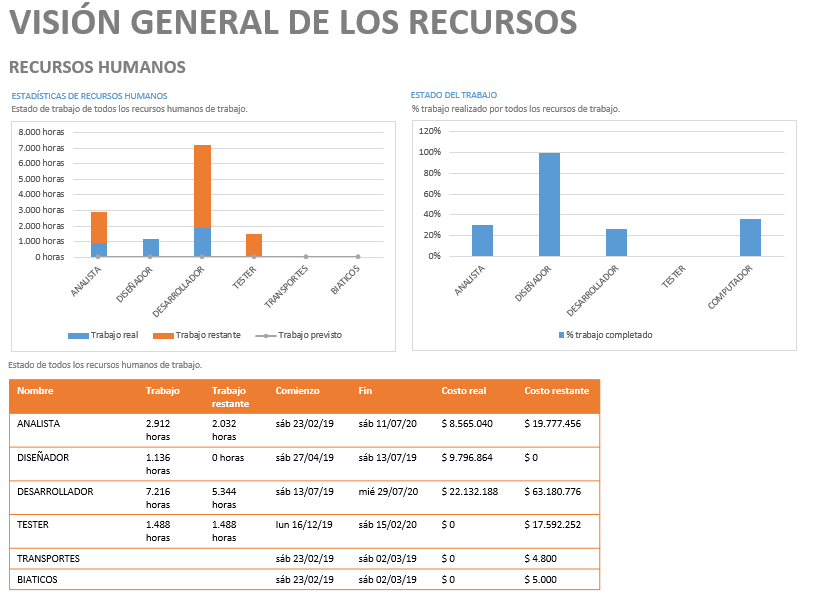 VISIÓN GENERAL DE LOS RECURSOS
RECURSOS HUMANOS
ESTADÍSTICAS DE RECURSOS HUMANOS
Estado de trabajo de todos los recursos humanos de trabajo.
8.000 horas
7.000 horas
6.000 horas
5.000 horas
4.000 horas
3.000 horas
2.000 horas
1.000 horas
0 horas
ANALISTA
DISEÑADOR
DESARROLLADOR
TESTER
TRANSPORTES
BIATICOS
Trabajo real Trabajo restante Trabajo previsto
ESTADO DEL TRABAJO
% trabajo realizado por todos los recursos de trabajo.
120%
100%
80%
60%
40%
20%
0%
ANALISTA
DISEÑADOR
DESARROLLADOR
TESTER
COMPUTADOR
% trabajo completado
Estado de todos los recursos humanos de trabajo.
Nombre Trabajo Trabajo Comienzo Fin Costo real Costo restante
restante
ANALISTA 2.912 2.032 sáb 23/02/19 sáb 11/07/20 $ 8.565.040 $ 19.777.456
horas horas
DISEÑADOR 1.136 0 horas sáb 27/04/19 sáb 13/07/19 $ 9.796.864 $ 0
horas
DESARROLLADOR 7.216 5.344 sáb 13/07/19 mié 29/07/20 $ 22.132.188 $ 63.180.776
horas horas
TESTER 1.488 1.488 lun 16/12/19 sáb 15/02/20 $ 0 $ 17.592.252
horas horas
TRANSPORTES sáb 23/02/19 sáb 02/03/19 $ 0 $ 4.800
BIATICOS sáb 23/02/19 sáb 02/03/19 $ 0 $ 5.000